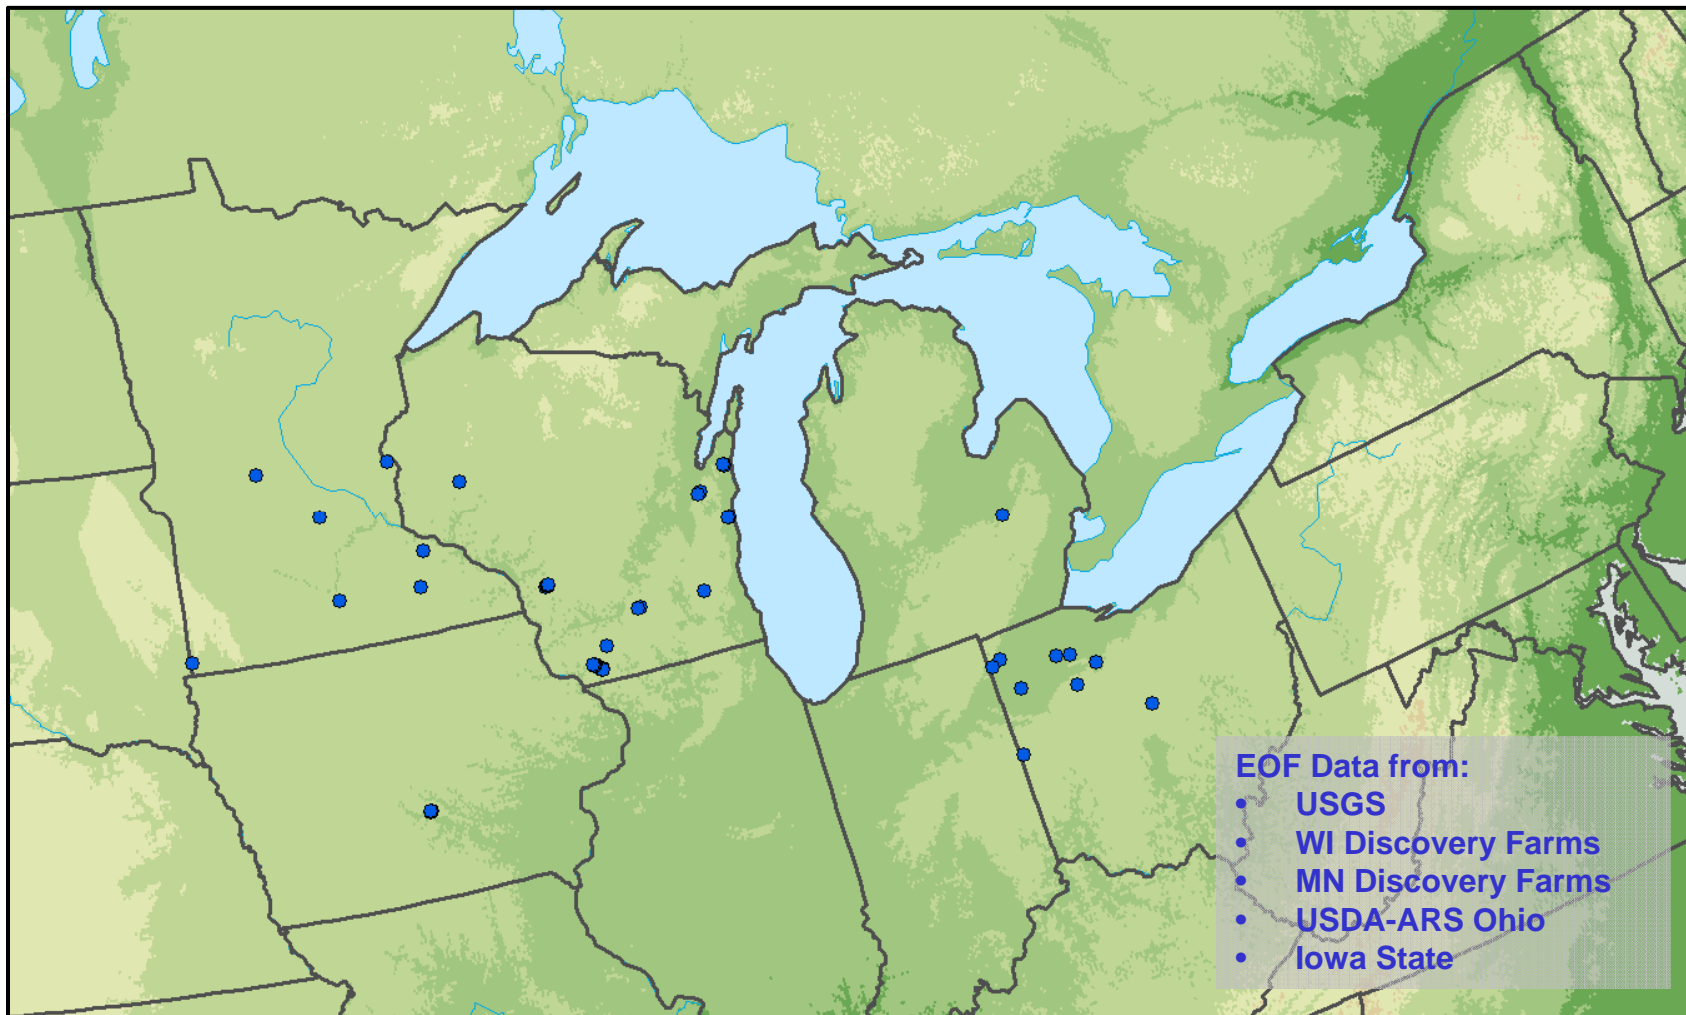 EOF Data from:
• USGS
• WI Discovery Farms
• MN Discovery Farms
• USDA-ARS Ohio
• Iowa State